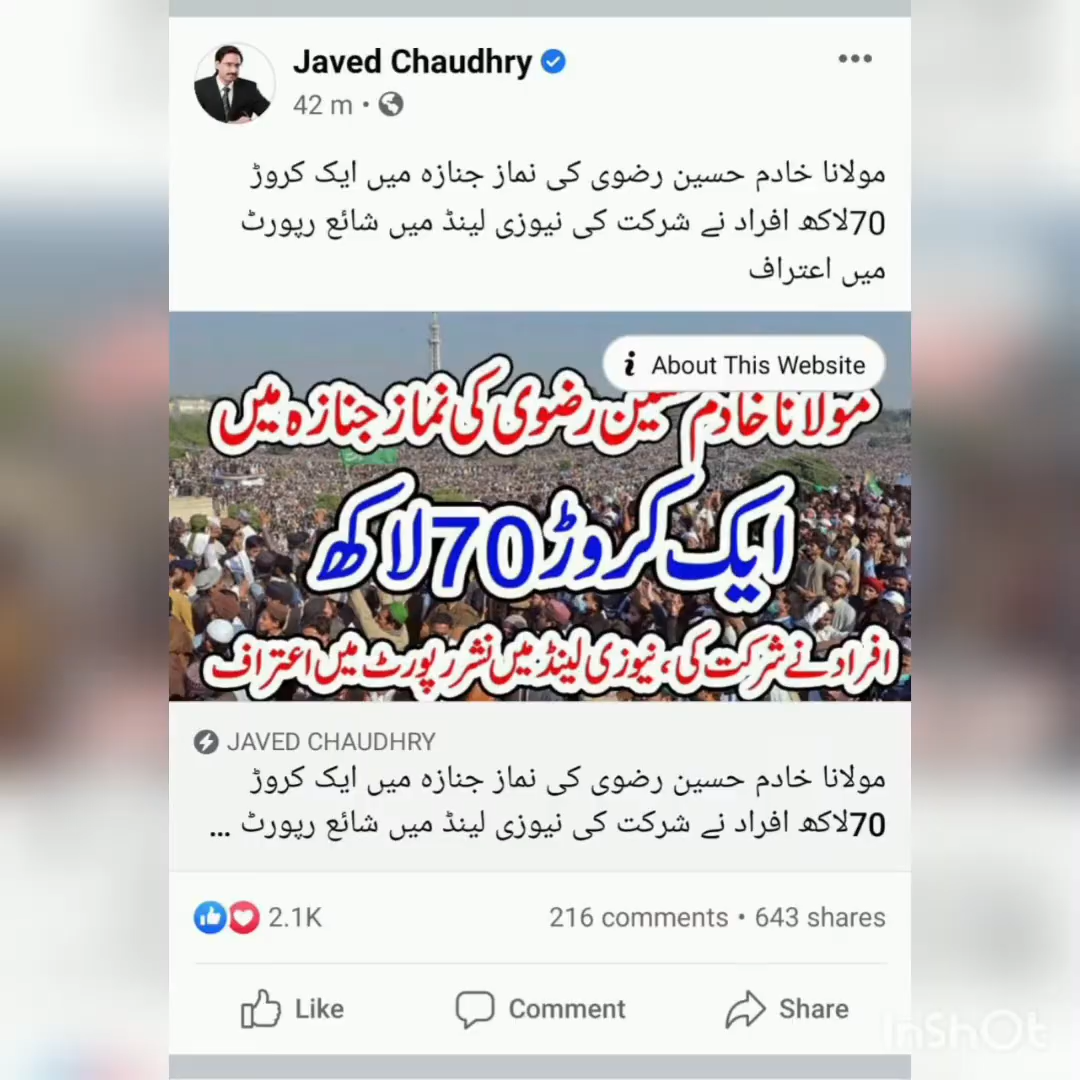 Javed Chaudhry
42 m
مولانا خادم حسین رضوی کی نماز جنازہ میں ایک کروڑ
70لاکھ افراد نے شرکت کی نیوزی لینڈ میں شائع رپورٹ
میں اعتراف
About This Website
مولانا خادم حسین رضوی کی نماز جنازہ میں
ایک کروڑ 70 لاکھ
افراد نے شرکت کی، نیوزی لینڈ میں نشر رپورٹ میں اعتراف
JAVED CHAUDHRY
مولانا خادم حسین رضوی کی نماز جنازہ میں ایک کروڑ
70لاکھ افراد نے شرکت کی نیوزی لینڈ میں شائع رپورٹ ...
2.1K
216 comments • 643 shares
Like
Comment
Share
InShOt